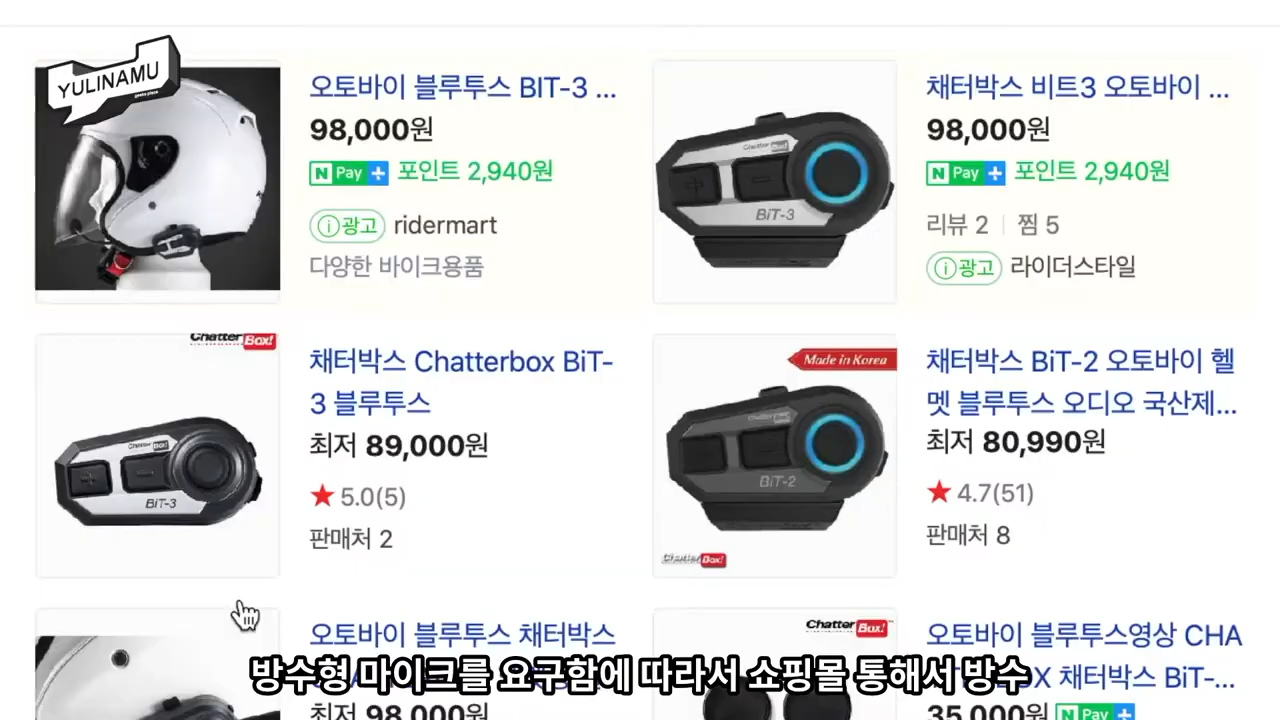 YULINAMU
오토바이 블루투스 BIT-3 ...
98,000원
N Pay + 포인트 2,940원
광고 ridermart
다양한 바이크용품
ChatterBox!
BiT-3
채터박스 비트3 오토바이 ...
98,000원
N Pay + 포인트 2,940원
리뷰 2 찜 5
광고 라이더스타일
ChatterBox!
ChatterBox!
BiT-3
채터박스 Chatterbox BiT-
3 블루투스
최저 89,000원
★ 5.0(5)
판매처 2
Made in Korea
BiT-2
ChatterBox!
채터박스 BiT-2 오토바이 헬
멧 블루투스 오디오 국산제...
최저 80,990원
★ 4.7(51)
판매처 8
오토바이 블루투스 채터박스
최저 98,000원
ChatterBox!
오토바이 블루투스영상 CHA
채터박스 BiT-...
35,000원 N Pay +
방수형 마이크를 요구함에 따라서 쇼핑몰 통해서 방수